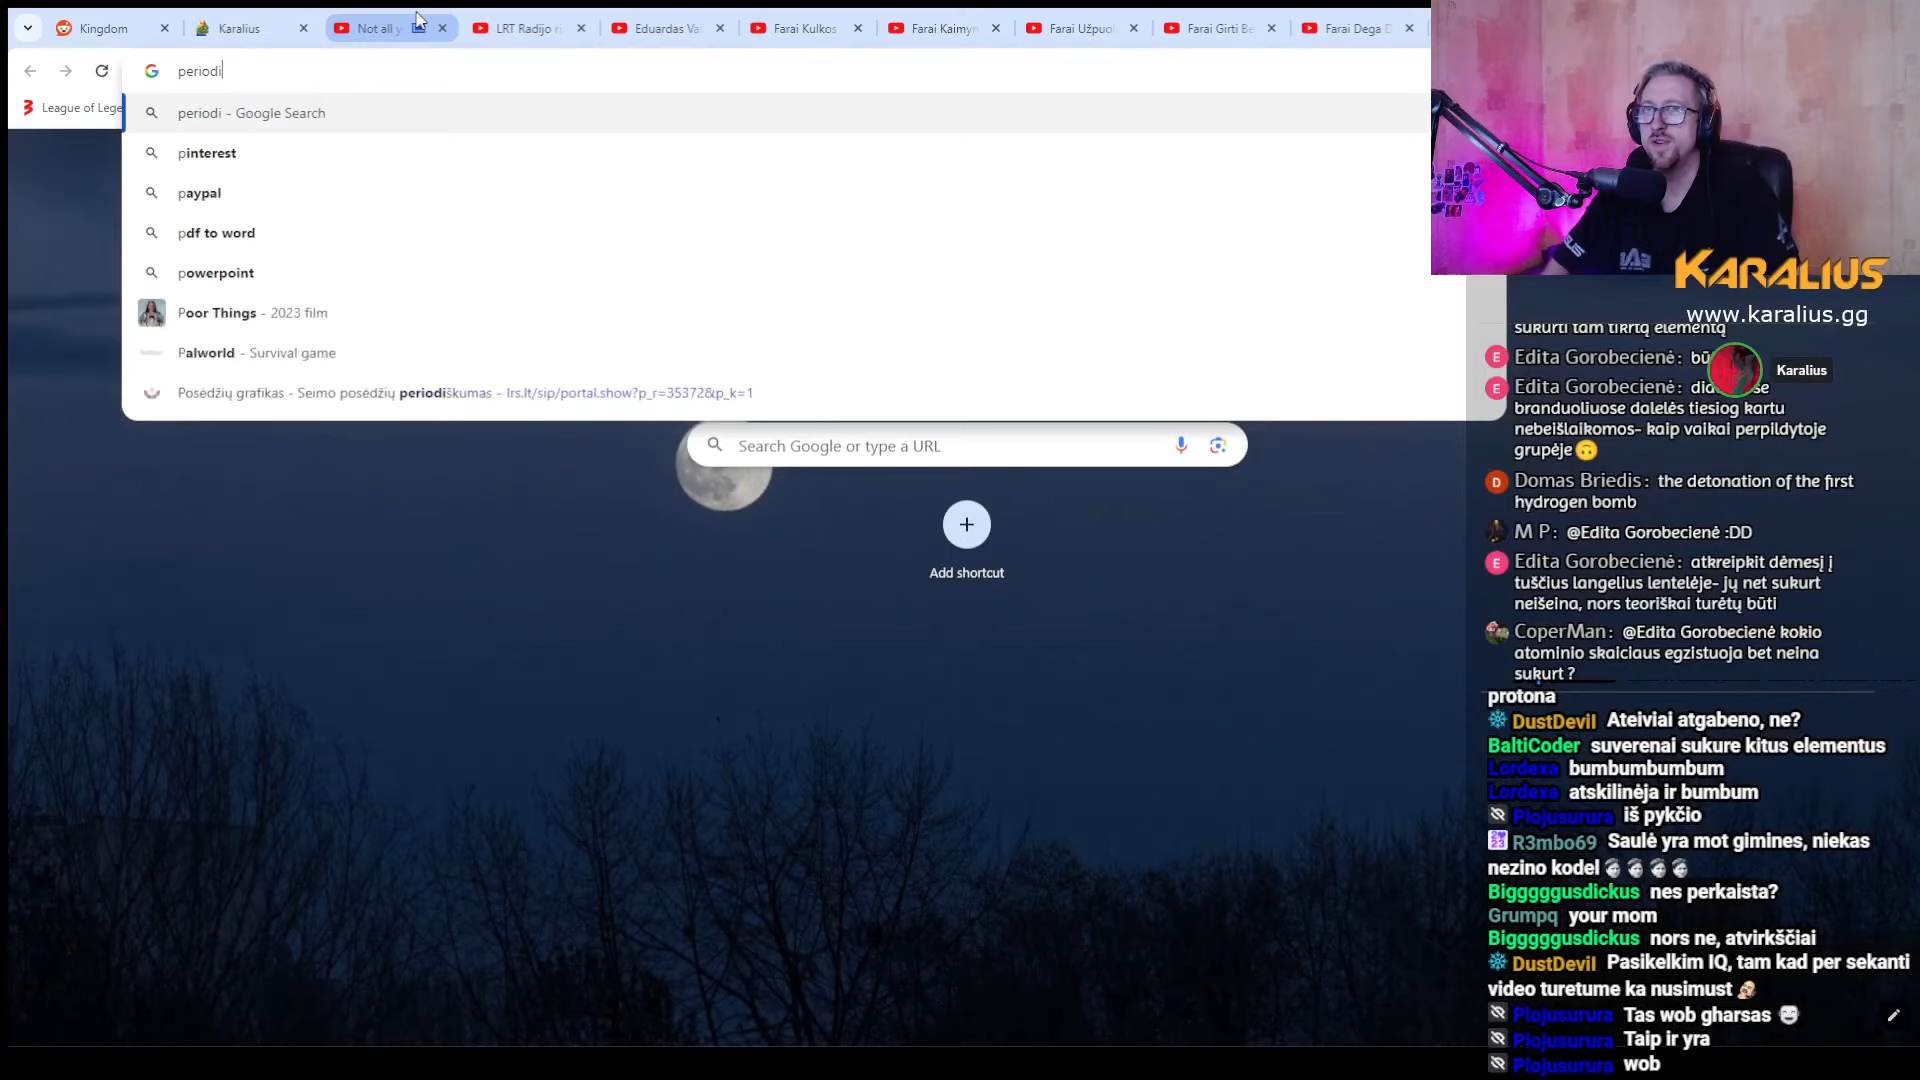 Kingdom
Karalius
Not all y
LRT Radijo ri
Eduardas Va
Farai Kulkos
Farai Kaimyn
Farai Užpuol
Farai Girti Be
Farai Dega D
periodi
League of Lege
periodi - Google Search
pinterest
paypal
pdf to word
powerpoint
Poor Things - 2023 film
Palworld - Survival game
Posėdžių grafikas - Seimo posėdžių periodiškumas - lrs.lt/sip/portal.show?p_r=35372&p_k=1
Search Google or type a URL
Add shortcut
KARALIUS
www.karalius.gg
Karalius
sukurti tam tikrtą elementą
Edita Gorobecienė:
Edita Gorobecienė:
branduoliuose dalelės tiesiog kartu
nebeišlaikomos- kaip vaikai perpildytoje
grupėje
Domas Briedis: the detonation of the first
hydrogen bomb
M P: @Edita Gorobecienė :DD
Edita Gorobecienė: atkreipkit dėmesį į
tuščius langelius lentelėje- jų net sukurt
neišeina, nors teoriškai turėtų būti
CoperMan: @Edita Gorobecienė kokio
atominio skaiciaus egzistuoja bet neina
sukurt ?
protona
DustDevil Ateiviai atgabeno, ne?
BaltiCoder suverenai sukure kitus elementus
Lordexa bumbumbumbum
Lordexa atskilinėja ir bumbum
Plojusurura iš pykčio
R3mbo69 Saulė yra mot gimines, niekas
nezino kodel
Bigggggusdickus nes perkaista?
Grumpq your mom
Bigggggusdickus nors ne, atvirkščiai
DustDevil Pasikelkim IQ, tam kad per sekanti
video turetume ka nusimust
Plojusurura Tas wob gharsas
Plojusurura Taip ir yra
Plojusurura wob